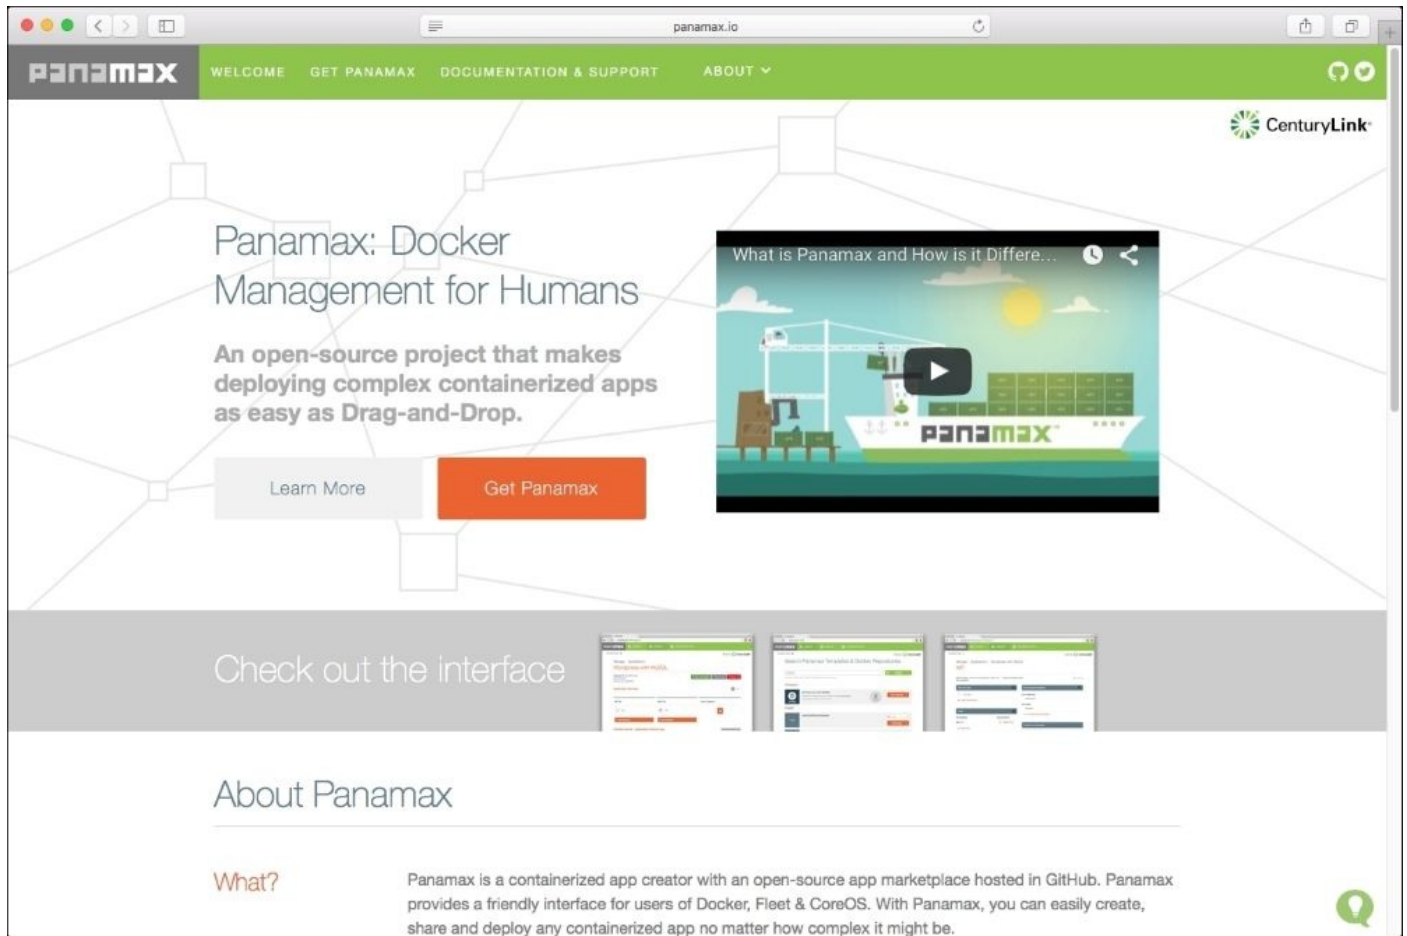 panamax.io
panamax
WELCOME GET PANAMAX DOCUMENTATION & SUPPORT ABOUT
CenturyLink
Panamax: Docker
Management for Humans
An open-source project that makes
deploying complex containerized apps
as easy as Drag-and-Drop.
Learn More
Get Panamax
What is Panamax and How is it Differe...
panamax
Check out the interface
About Panamax
What?
Panamax is a containerized app creator with an open-source app marketplace hosted in GitHub. Panamax
provides a friendly interface for users of Docker, Fleet & CoreOS. With Panamax, you can easily create,
share and deploy any containerized app no matter how complex it might be.